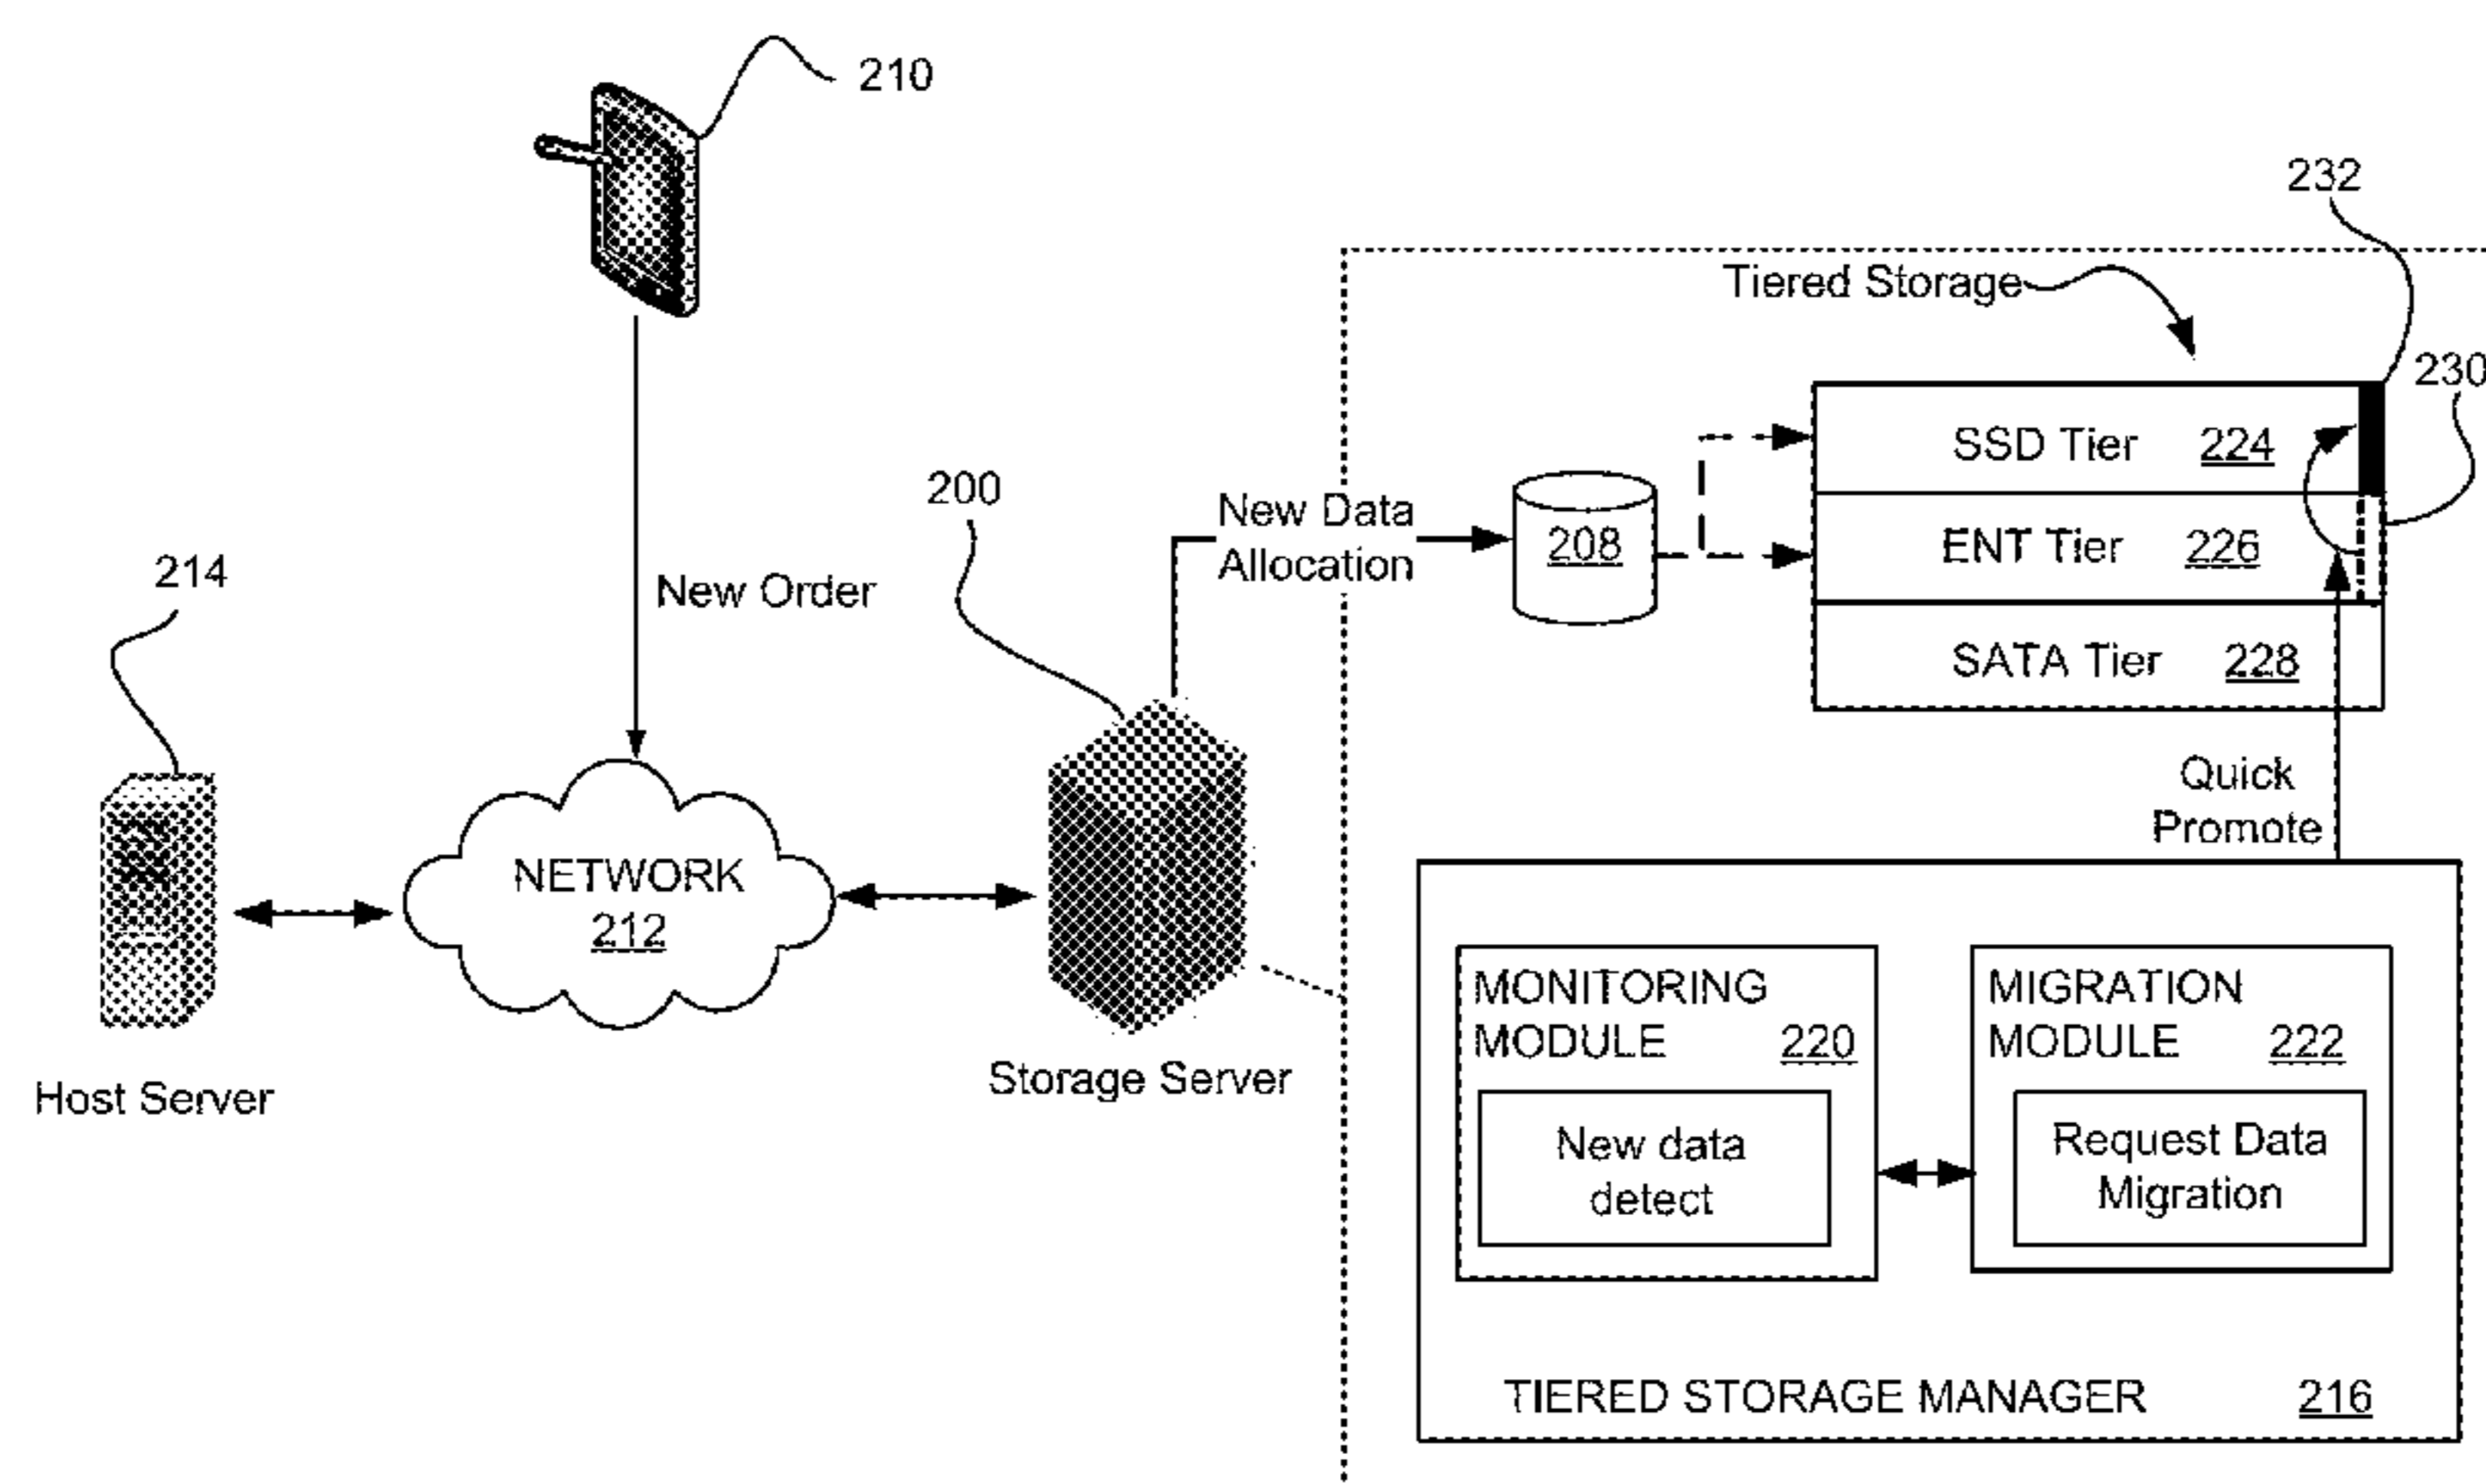 210
232
Tiered Storage
230
SSD Tier 224
200
New Data
Allocation
208
ENT Tier 226
214
New Order
SATA Tier 228
Quick
Promote
NETWORK
212
MONITORING
MODULE 220
MIGRATION
MODULE 222
Storage Server
Host Server
New data
detect
Request Data
Migration
TIERED STORAGE MANAGER 216